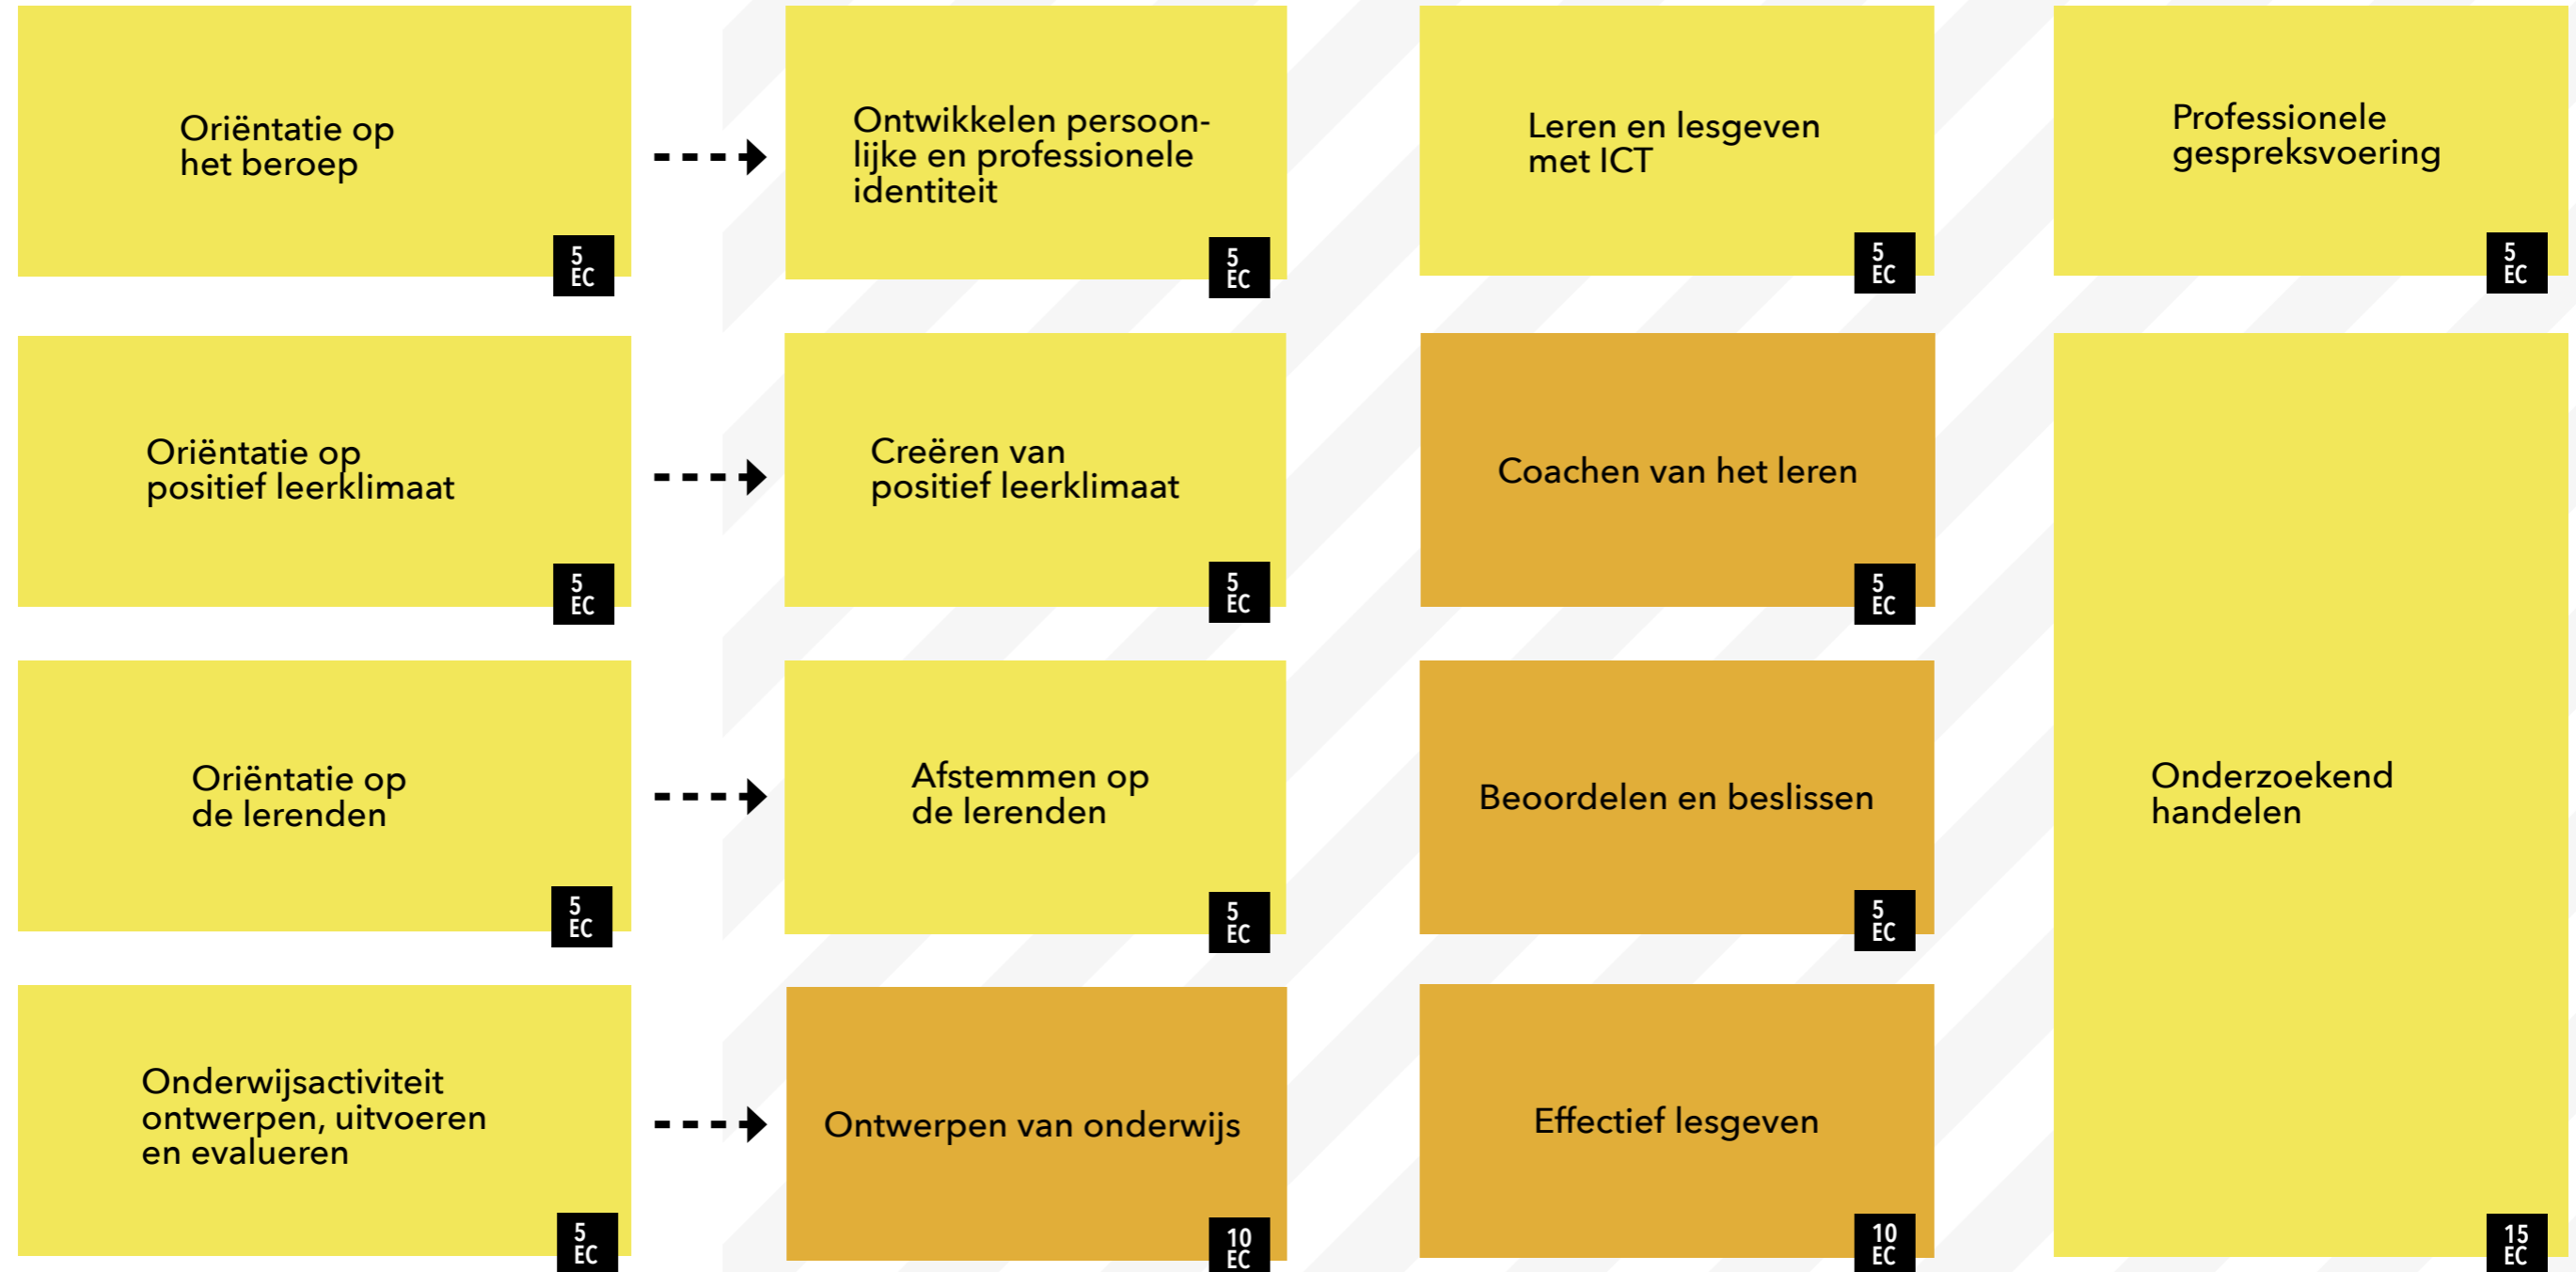 Oriëntatie op
het beroep
5
EC
Ontwikkelen persoon-
lijke en professionele
identiteit
5
EC
Leren en lesgeven
met ICT
5
EC
Professionele
gespreksvoering
5
EC
Oriëntatie op
positief leerklimaat
5
EC
Creëren van
positief leerklimaat
5
EC
Coachen van het leren
5
EC
Oriëntatie op
de lerenden
5
EC
Afstemmen op
de lerenden
5
EC
Beoordelen en beslissen
5
EC
Onderzoekend
handelen
15
EC
Onderwijsactiviteit
ontwerpen, uitvoeren
en evalueren
5
EC
Ontwerpen van onderwijs
10
EC
Effectief lesgeven
10
EC